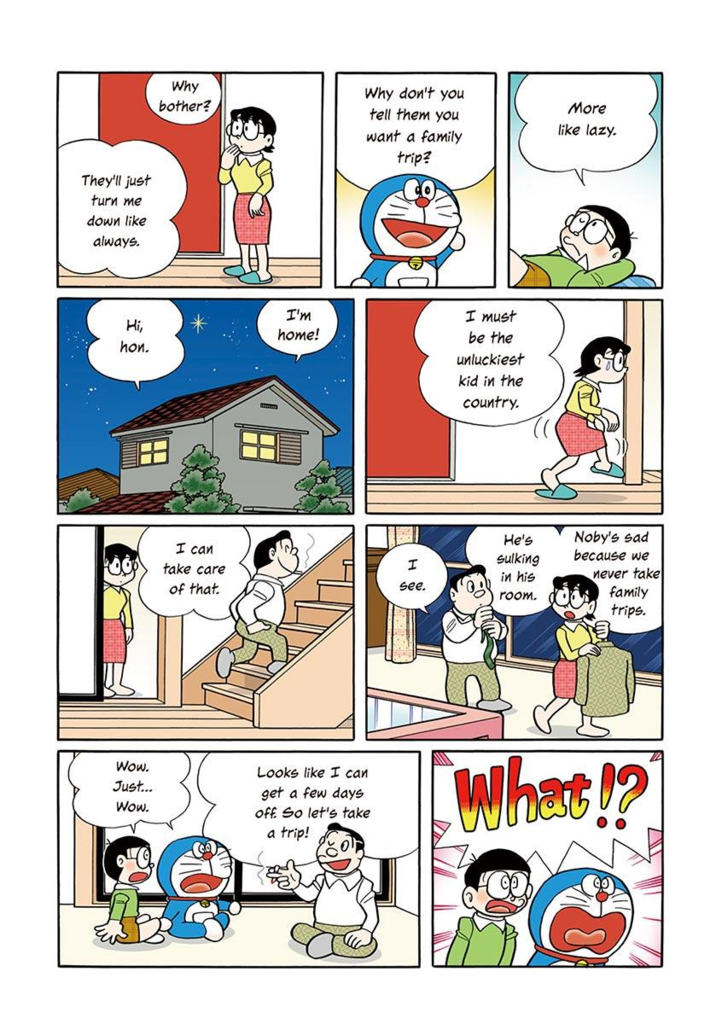 More
like lazy.
Why don't you
tell them you
want a family
trip?
Why
bother?
They'll just
turn me
down like
always.
I must
be the
unluckiest
kid in the
country.
I'm
home!
Hi,
hon.
Noby's sad
because we
never take
family
trips.
He's
sulking
in his
room.
I
see.
I can
take care
of that.
What!?
Looks like I can
get a few days
off. So let's take
a trip!
Wow.
Just...
Wow.